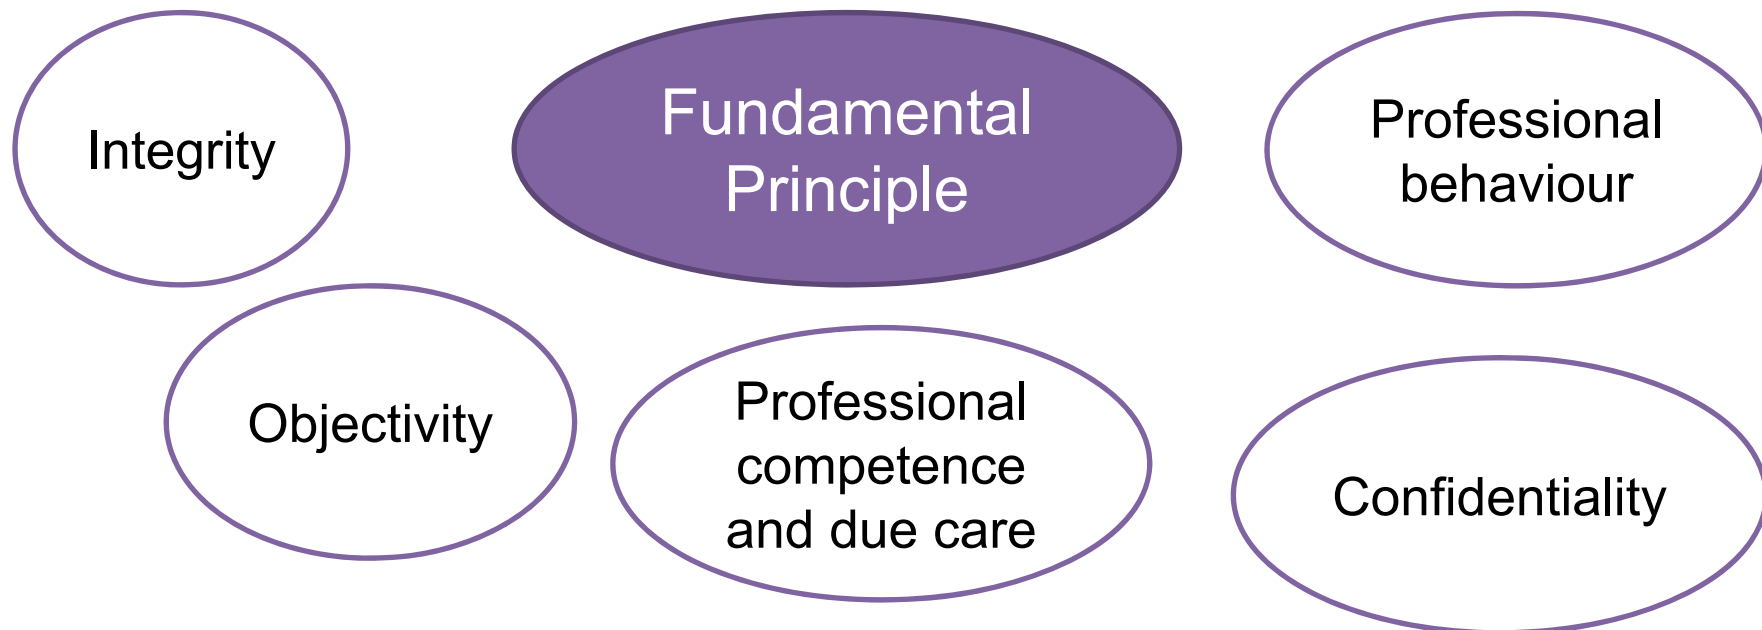 Integrity
Fundamental
Principle
Professional
behaviour
Objectivity
Professional
competence
and due care
Confidentiality